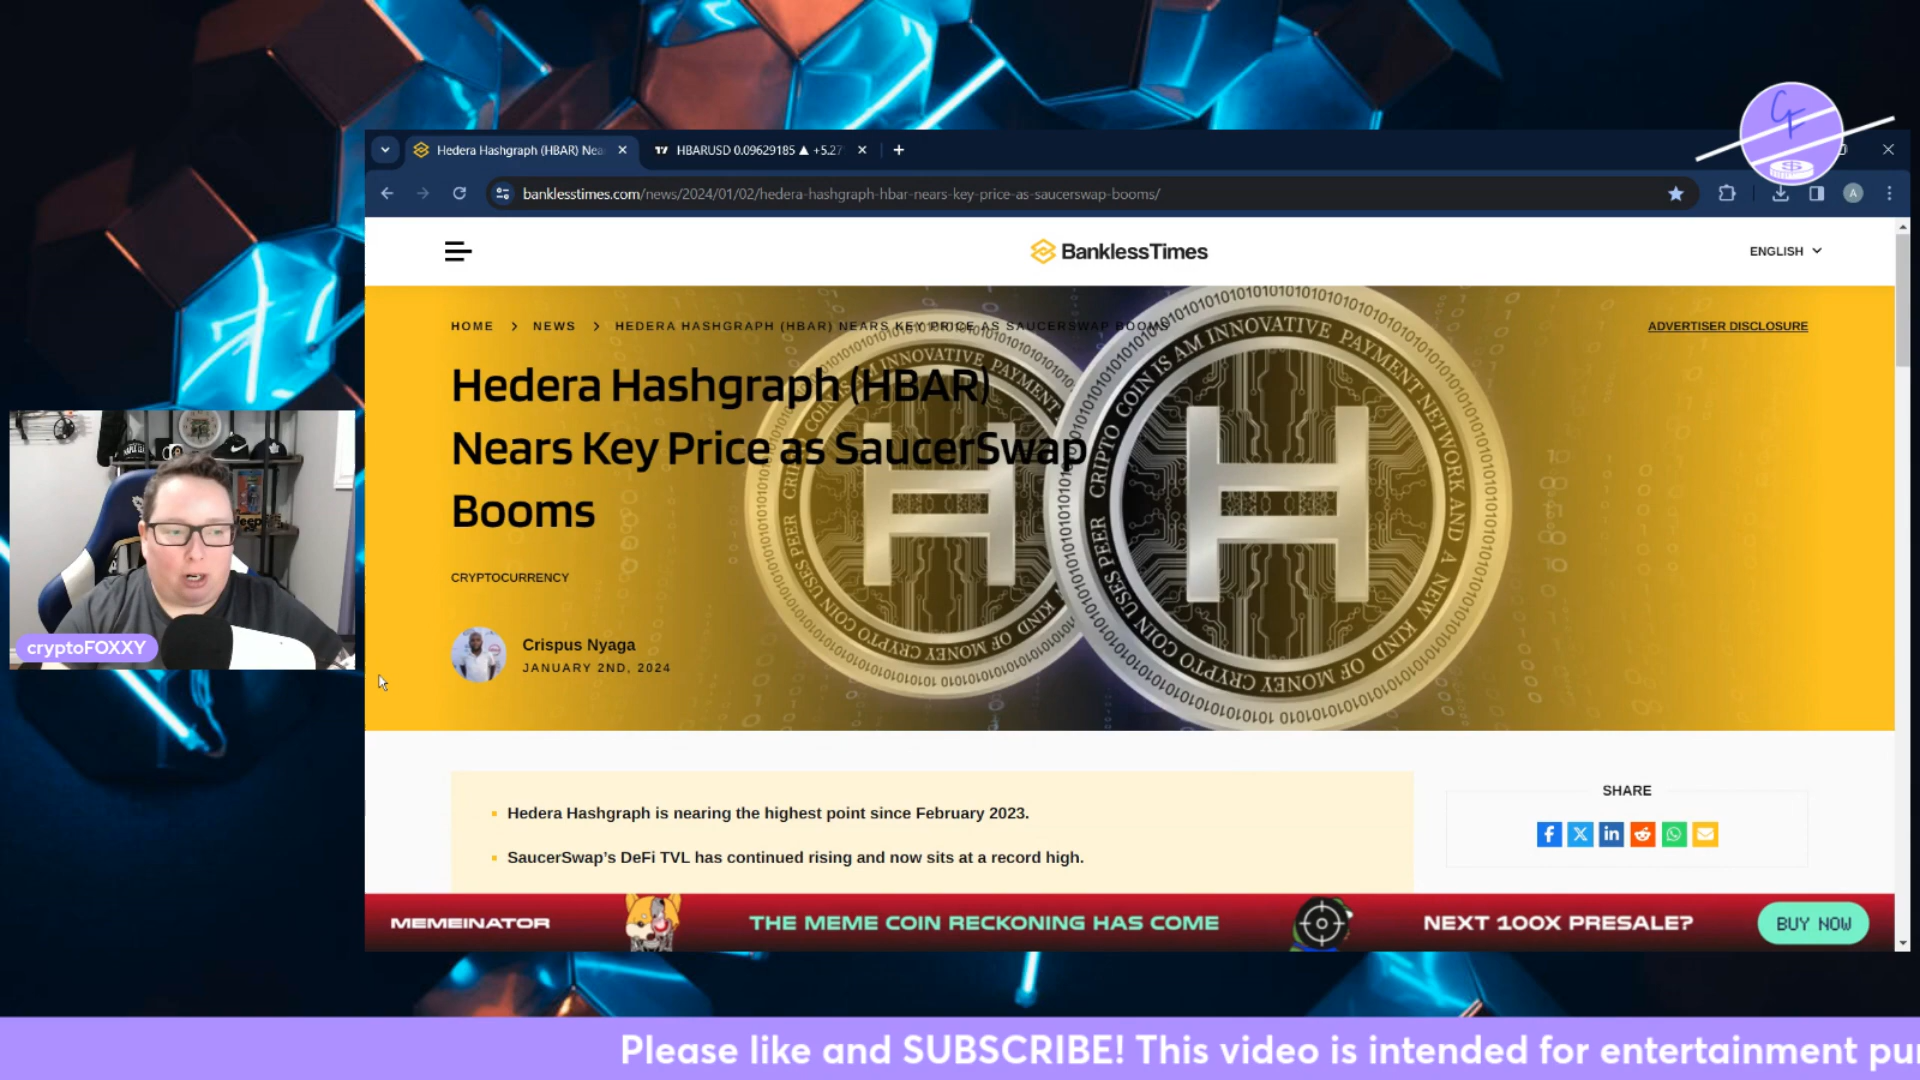 Hedera Hashgraph (HBAR) Nea
HBARUSD 0.09629185 ▲ +5.27
banklesstimes.com/news/2024/01/02/hedera-hashgraph-hbar-nears-key-price-as-saucerswap-booms/
A
BanklessTimes
ENGLISH
HOME > NEWS > HEDERA HASHGRAPH (HBAR) NEARS KEY PRICE AS SAUCERSWAP BOOMS
ADVERTISER DISCLOSURE
Hedera Hashgraph (HBAR)
Nears Key Price as SaucerSwap
Booms
CRYPTOCURRENCY
Crispus Nyaga
JANUARY 2ND, 2024
CRIPTO COIN IS AM INNOVATIVE PAYMENT NETWORK AND A NEW KIND OF MONEY CRYPTO COIN USES PEER
cryptoFOXXY
Hedera Hashgraph is nearing the highest point since February 2023.
SaucerSwap’s DeFi TVL has continued rising and now sits at a record high.
SHARE
MEMEINATOR
THE MEME COIN RECKONING HAS COME
NEXT 100X PRESALE?
BUY NOW
Please like and SUBSCRIBE! This video is intended for entertainment pu